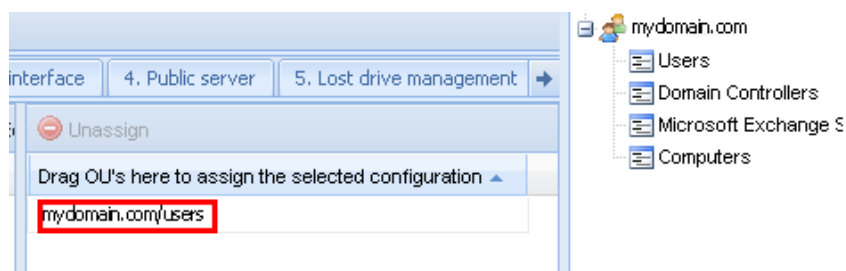 interface
4. Public server
5. Lost drive management
Unassign
Drag OU's here to assign the selected configuration
mydomain.com/users
mydomain.com
Users
Domain Controllers
Microsoft Exchange S
Computers